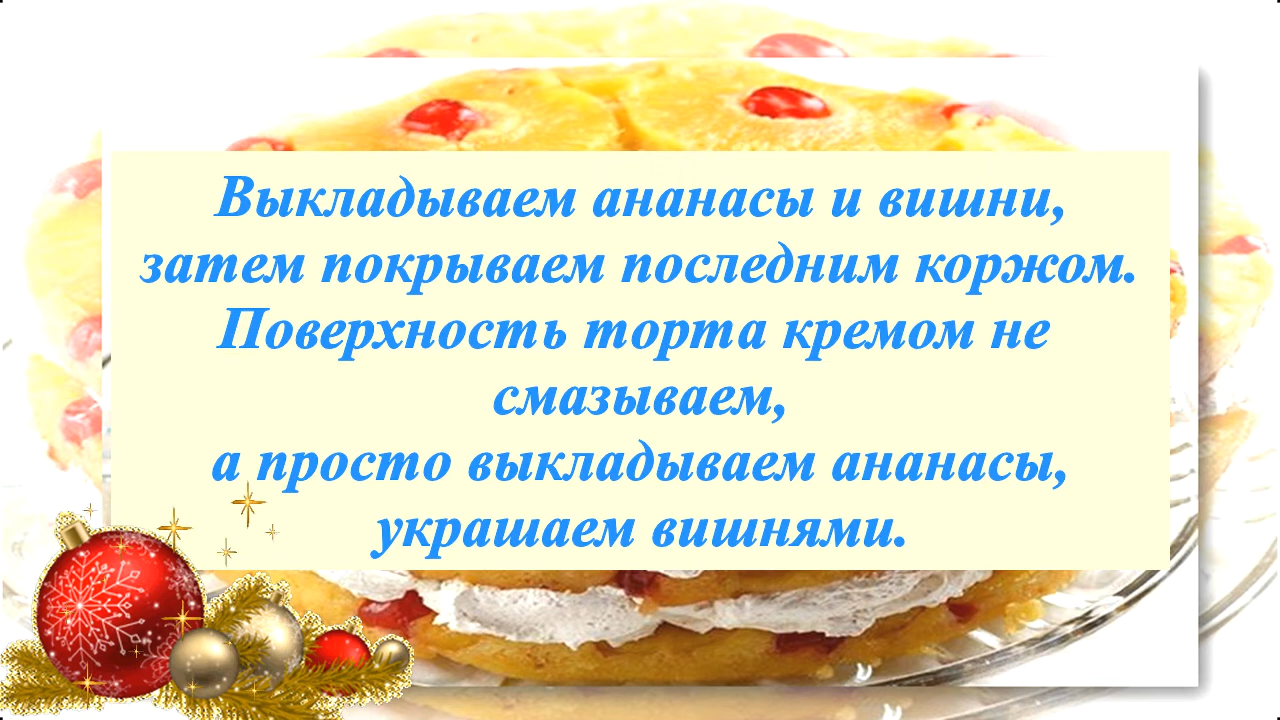 Выкладываем ананасы и вишни,
затем покрываем последним коржом.
Поверхность торта кремом не
смазываем,
а просто выкладываем ананасы,
украшаем вишнями.